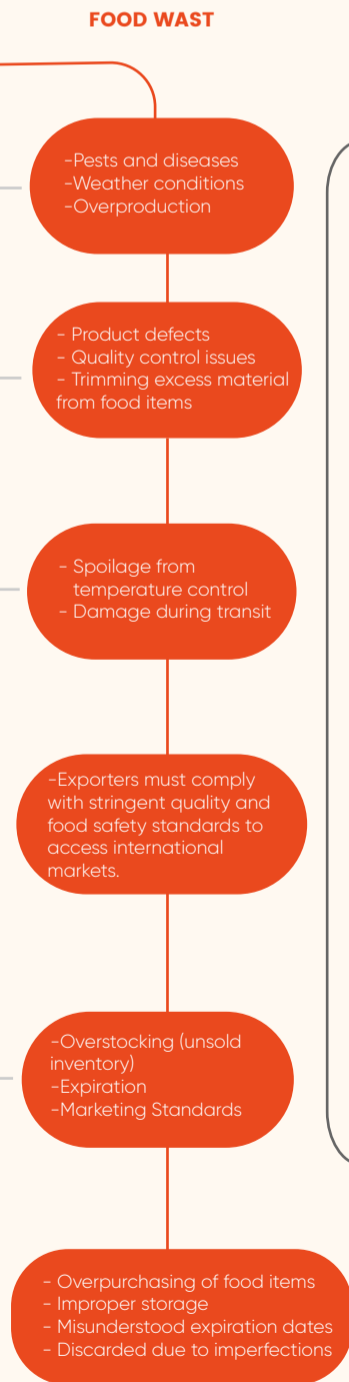 FOOD WAST
-Pests and diseases
-Weather conditions
-Overproduction
- Product defects
- Quality control issues
- Trimming excess material
from food items
- Spoilage from
temperature control
- Damage during transit
-Exporters must comply
with stringent quality and
food safety standards to
access international
markets.
-Overstocking (unsold
inventory)
-Expiration
-Marketing Standards
- Overpurchasing of food items
- Improper storage
- Misunderstood expiration dates
- Discarded due to imperfections